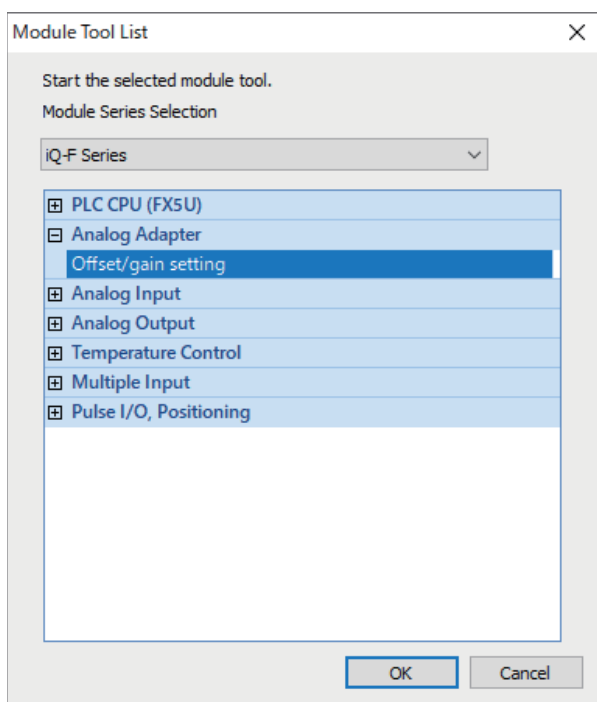 Module Tool List
Start the selected module tool.
Module Series Selection
iQ-F Series
PLC CPU (FX5U)
Analog Adapter
Offset/gain setting
Analog Input
Analog Output
Temperature Control
Multiple Input
Pulse I/O, Positioning
OK Cancel